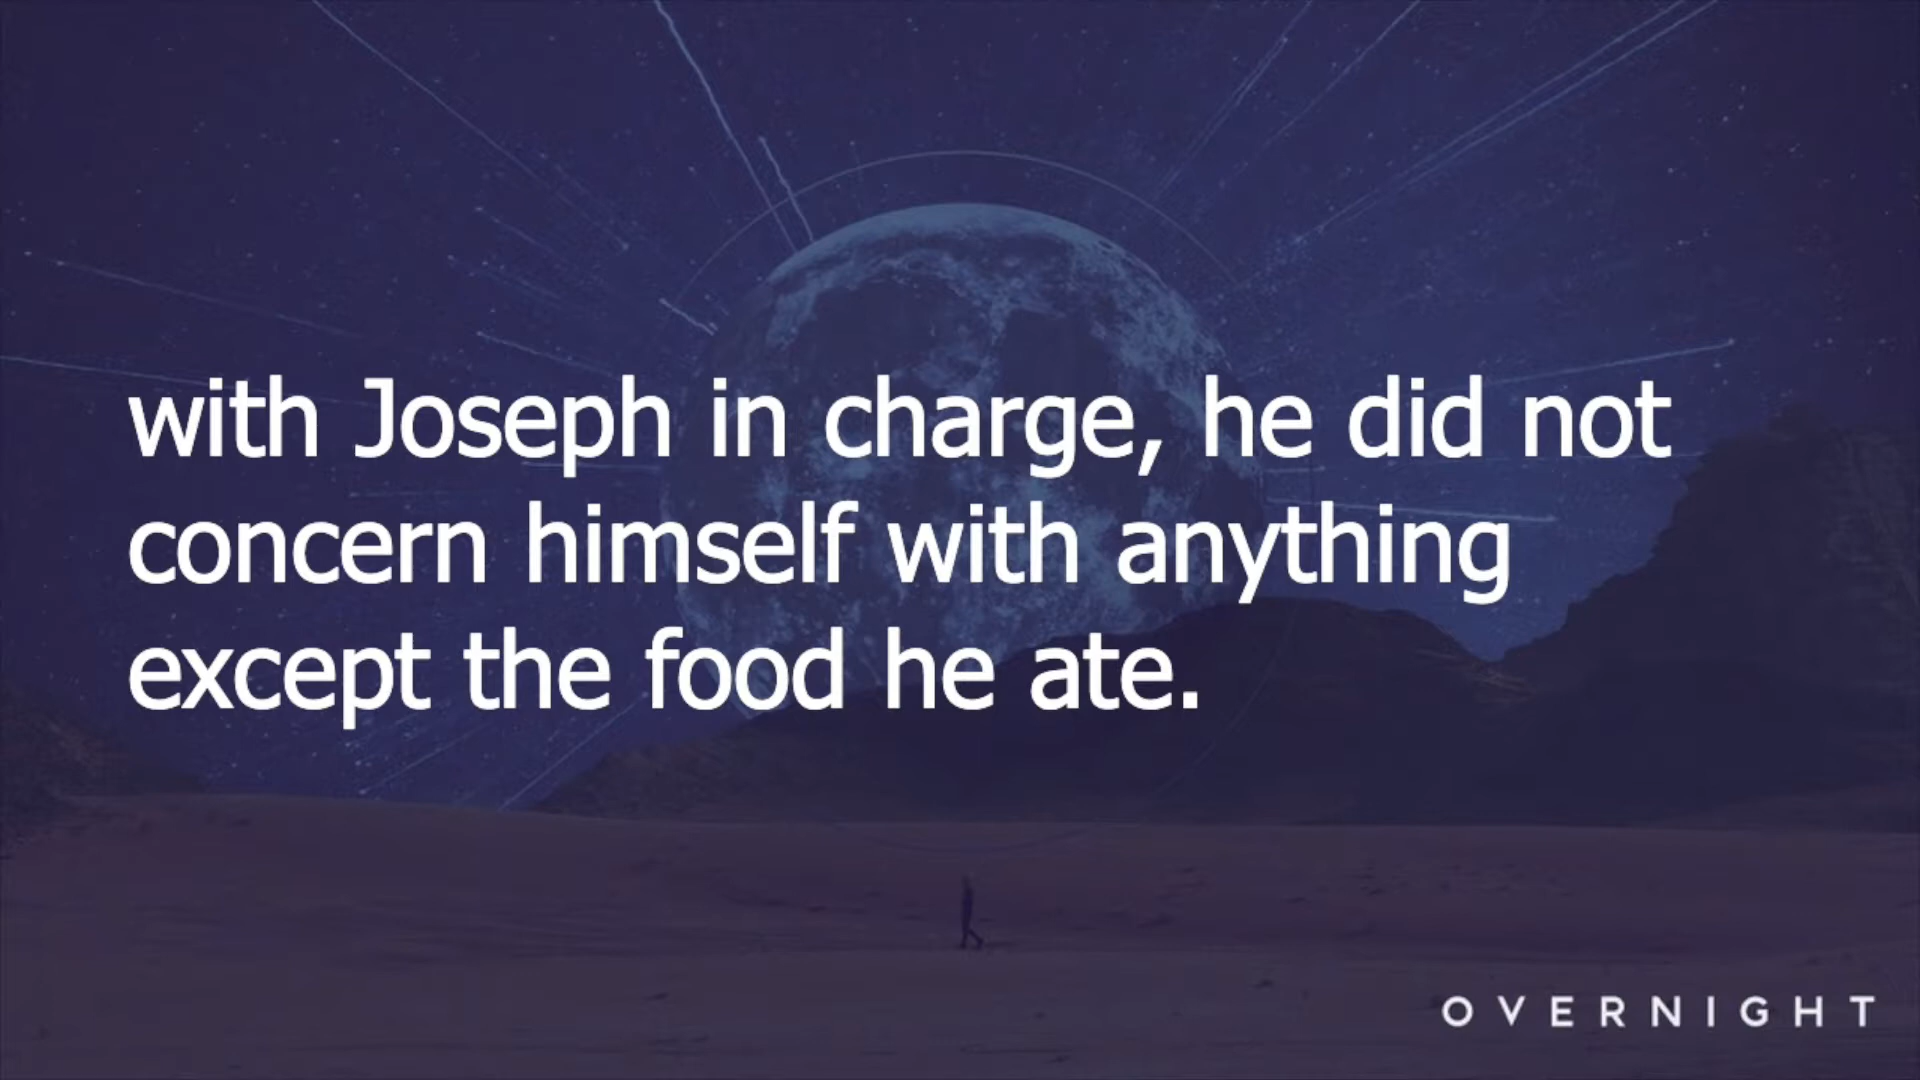 with Joseph in charge, he did not
concern himself with anything
except the food he ate.
OVERNIGHT